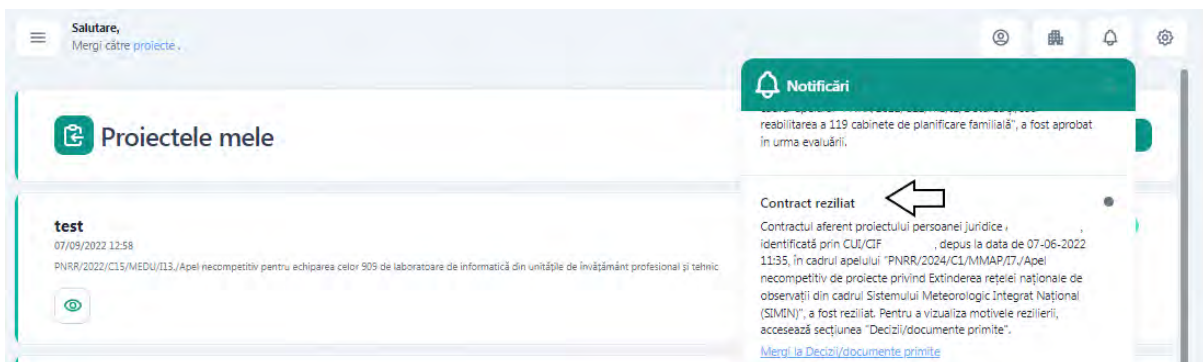 Salutare,
Mergi către proiecte .
Notificări
reabilitarea a 119 cabinete de planificare familială", a fost aprobat
în urma evaluării.
Proiectele mele
Contract reziliat
Contractul aferent proiectului persoanei juridice
identificată prin CUI/CIF , depus la data de 07-06-2022
11:35, în cadrul apelului "PNRR/2024/C1/MMAP/I7./Apel
necompetitiv de proiecte privind Extinderea rețelei naționale de
observații din cadrul Sistemului Meteorologic Integrat Național
(SIMIN)", a fost reziliat. Pentru a vizualiza motivele rezilierii,
accesează secțiunea "Decizii/documente primite".
Mergi la Decizii/documente primite
test
07/09/2022 12:58
PNRR/2022/C15/MEDU/I13./Apel necompetitiv pentru echiparea celor 909 de laboratoare de informatică din unitățile de învățământ profesional și tehnic